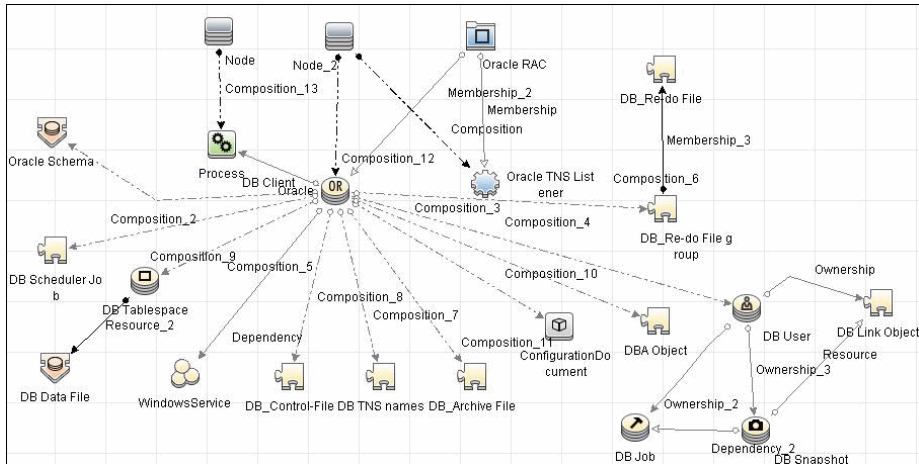 Node
Node_2
Oracle RAC
Composition_13
Membership_2
Membership
DB_Re-do File
Composition
Membership_3
Oracle Schema
Composition_12
Process
DB Client
Oracle
Oracle TNS List
ener
Composition_6
Composition_3
Composition_4
Composition_2
DB_Re-do File g
roup
Composition_9
Composition_5
Composition_10
DB Scheduler Jo
b
Composition_8
Ownership
DB Tablespace
Resource_2
Composition_7
DB User
DB Link Object
Dependency
Composition_11
ConfigurationDo
cument
DBA Object
Resource
Ownership_3
DB Data File
WindowsService
DB_Control-File
DB TNS names
DB_Archive File
Ownership_2
DB Job
Dependency_2
DB Snapshot